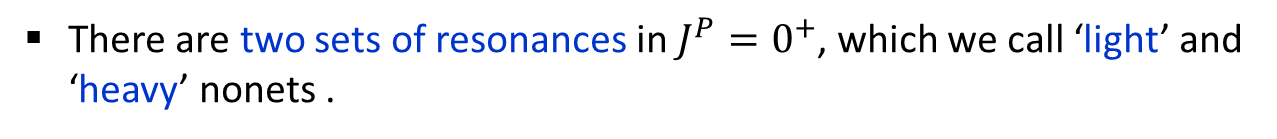 ▪ There are two sets of resonances in J^P = 0^+, which we call ‘light’ and
‘heavy’ nonets .